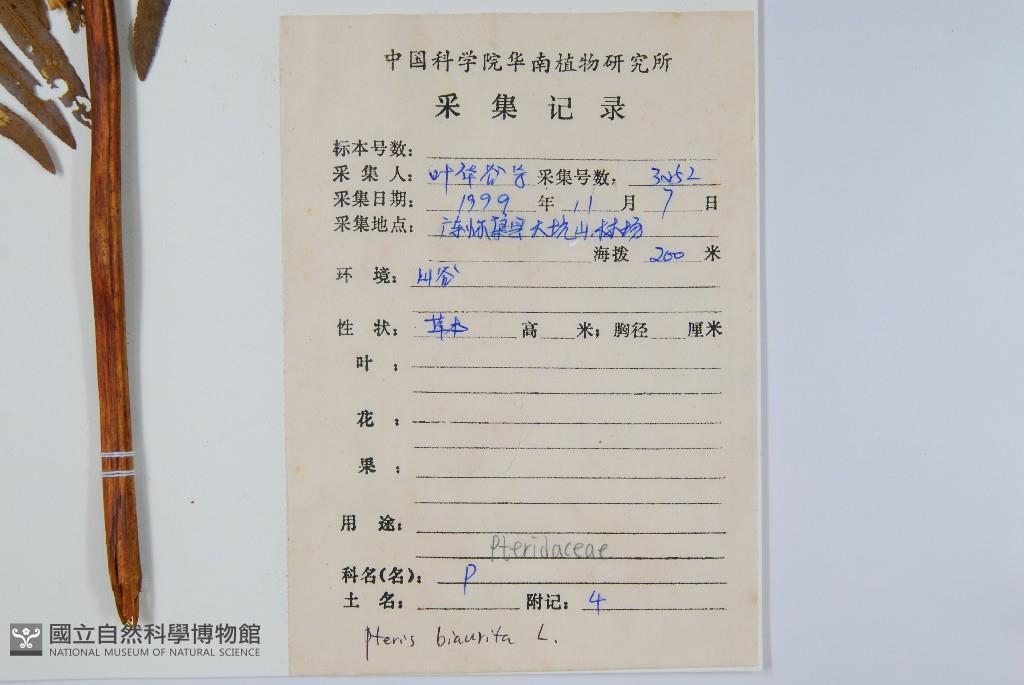 中国科学院华南植物研究所
采集记录
标本号数：
采集人：叶华谷等 采集号数：3252
采集日期：1999 年 11 月 7 日
采集地点：广东怀集县大坑山林场
海拨 200 米
环 境：山谷
性 状：草本 高 米；胸径 厘米
叶：
花：
果：
用 途：
Pteridaceae
科名(名)：P
土 名： 附记：4
Pteris biaurita L.
國立自然科學博物館
NATIONAL MUSEUM OF NATURAL SCIENCE